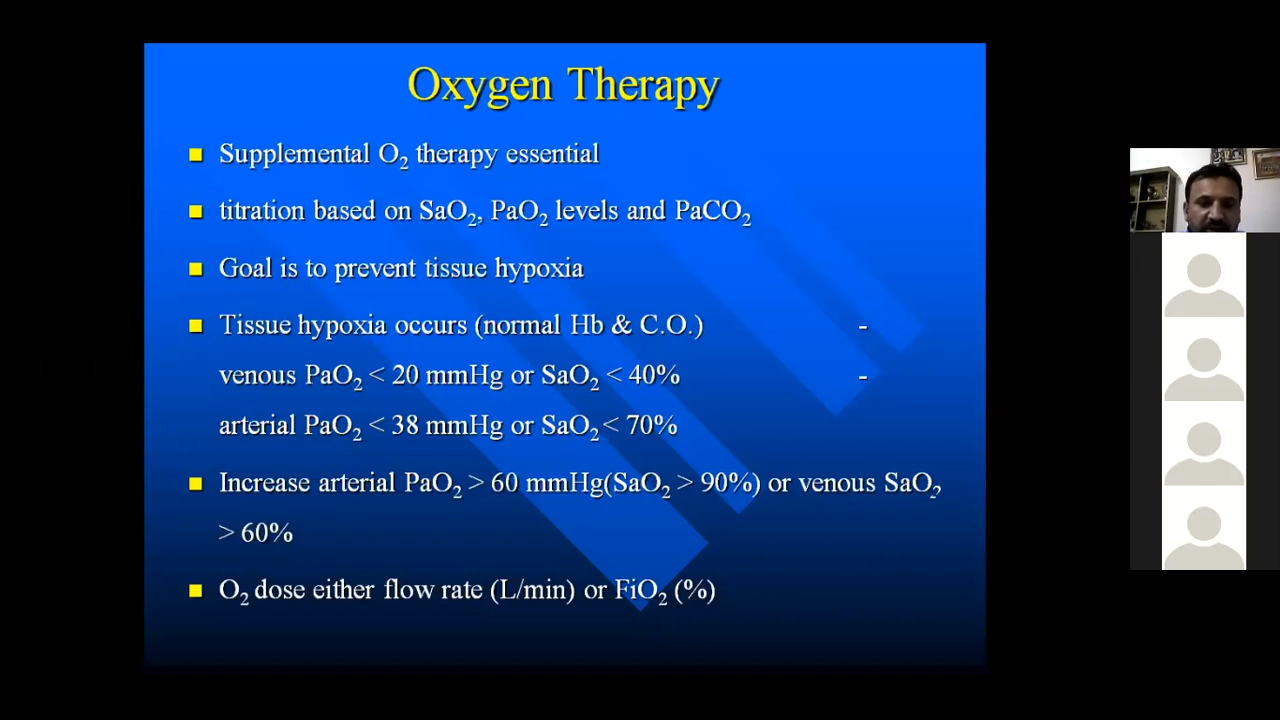 Oxygen Therapy
Supplemental O₂ therapy essential
titration based on SaO₂, PaO₂ levels and PaCO₂
Goal is to prevent tissue hypoxia
Tissue hypoxia occurs (normal Hb & C.O.) -
venous PaO₂ < 20 mmHg or SaO₂ < 40% -
arterial PaO₂ < 38 mmHg or SaO₂ < 70%
Increase arterial PaO₂ > 60 mmHg(SaO₂ > 90%) or venous SaO₂
> 60%
O₂ dose either flow rate (L/min) or FiO₂ (%)